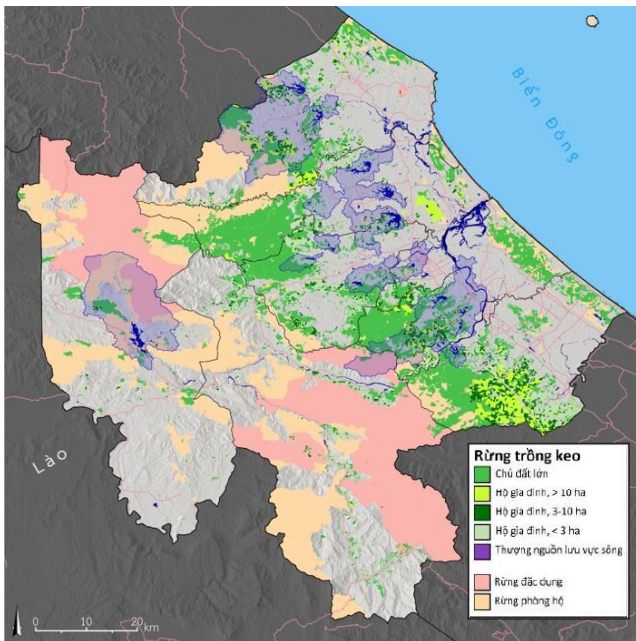 Biển Đông
Lào
Rừng trồng keo
Chủ đất lớn
Hộ gia đình, > 10 ha
Hộ gia đình, 3-10 ha
Hộ gia đình, < 3 ha
Thượng nguồn lưu vực sông
Rừng đặc dụng
Rừng phòng hộ
0 10 20
km